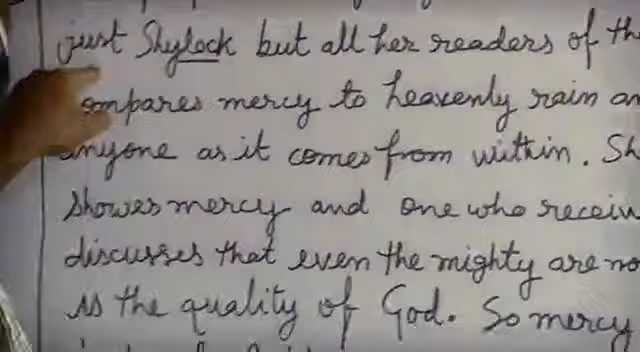 just Shylock but all her readers of the
compares mercy to heavenly rain an
anyone as it comes from within. Sh
showes mercy and one who receiv
discusses that even the mighty are no
is the quality of God. So mercy